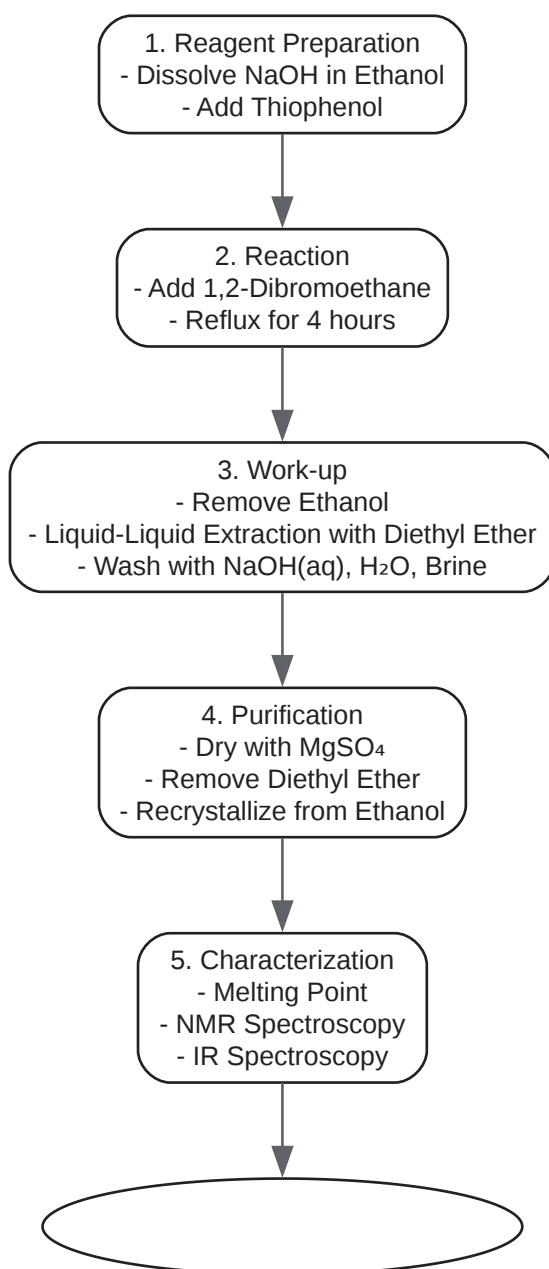 1. Reagent Preparation
- Dissolve NaOH in Ethanol
- Add Thiophenol
2. Reaction
- Add 1,2-Dibromoethane
- Reflux for 4 hours
3. Work-up
- Remove Ethanol
- Liquid-Liquid Extraction with Diethyl Ether
- Wash with NaOH(aq), H₂O, Brine
4. Purification
- Dry with MgSO₄
- Remove Diethyl Ether
- Recrystallize from Ethanol
5. Characterization
- Melting Point
- NMR Spectroscopy
- IR Spectroscopy